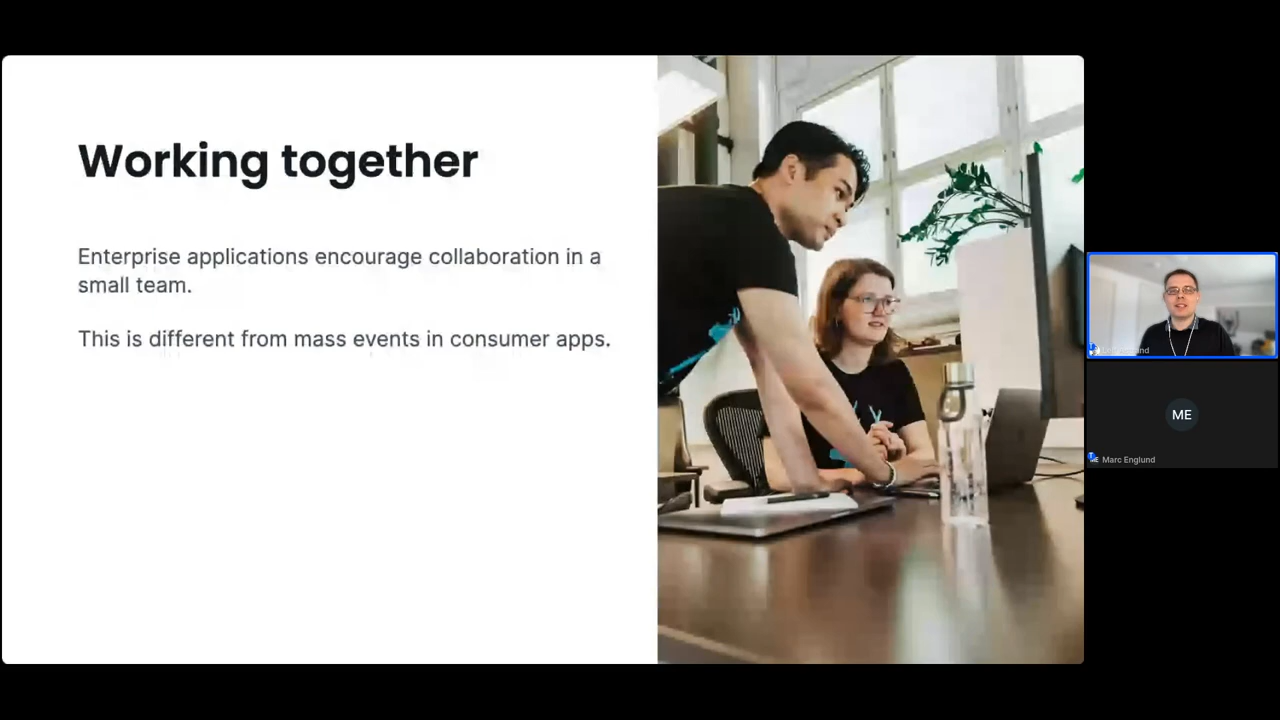 Working together
Enterprise applications encourage collaboration in a
small team.
This is different from mass events in consumer apps.
ME
Marc Englund